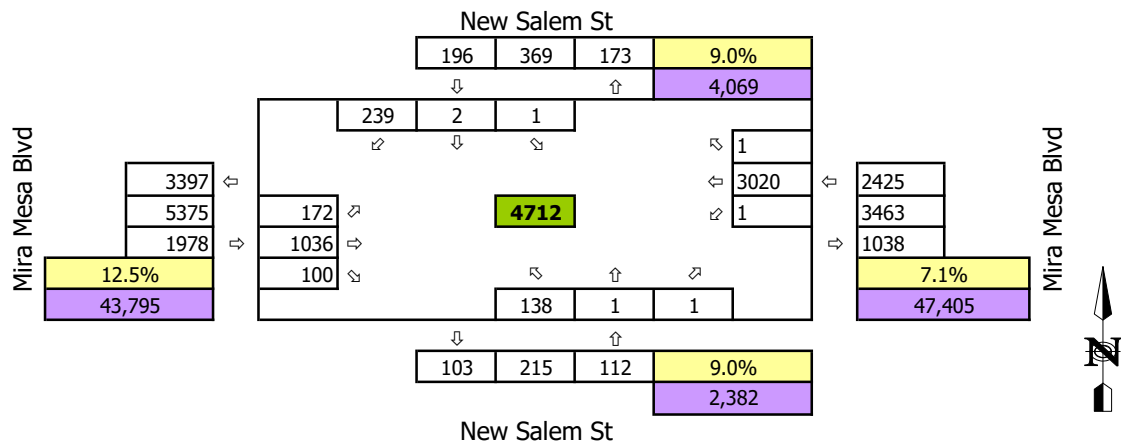 New Salem St
196 369 173 9.0%
4,069
239 2 1
Mira Mesa Blvd
1
3397 3020 2425
5375 172 4712 1 3463
1978 1036 1038
12.5% 100 7.1%
43,795 138 1 1 47,405
Mira Mesa Blvd
N
103 215 112 9.0%
2,382
New Salem St